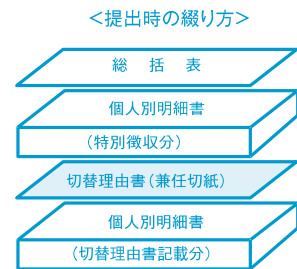 ＜提出時の綴り方＞
総括表
個人別明細書
(特別徴収分)
切替理由書(兼仕切紙)
個人別明細書
(切替理由書記載分)